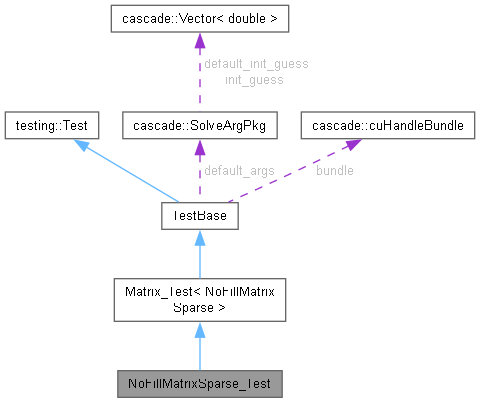 cascade::Vector< double >
default_init_guess
init_guess
testing::Test
cascade::SolveArgPkg
cascade::cuHandleBundle
default_args
bundle
TestBase
Matrix_Test< NoFillMatrix
Sparse >
NoFillMatrixSparse_Test